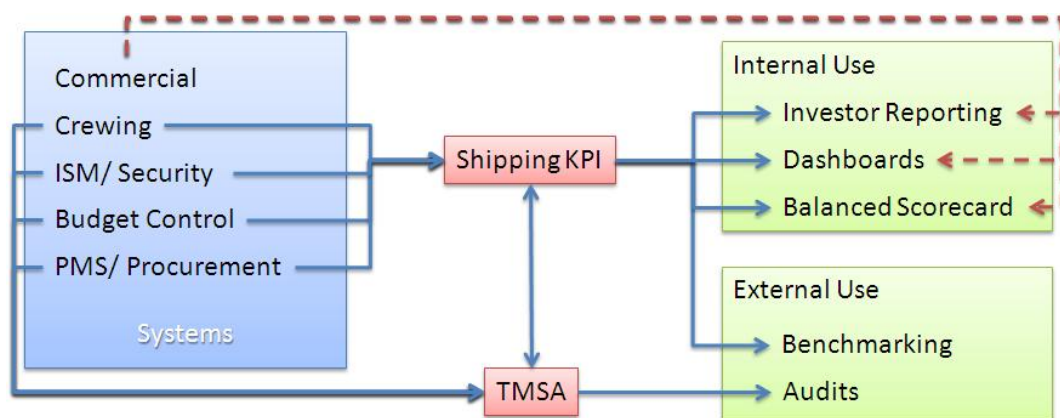 Commercial
Crewing
ISM/ Security
Budget Control
PMS/ Procurement
Systems
Shipping KPI
TMSA
Internal Use
Investor Reporting
Dashboards
Balanced Scorecard
External Use
Benchmarking
Audits